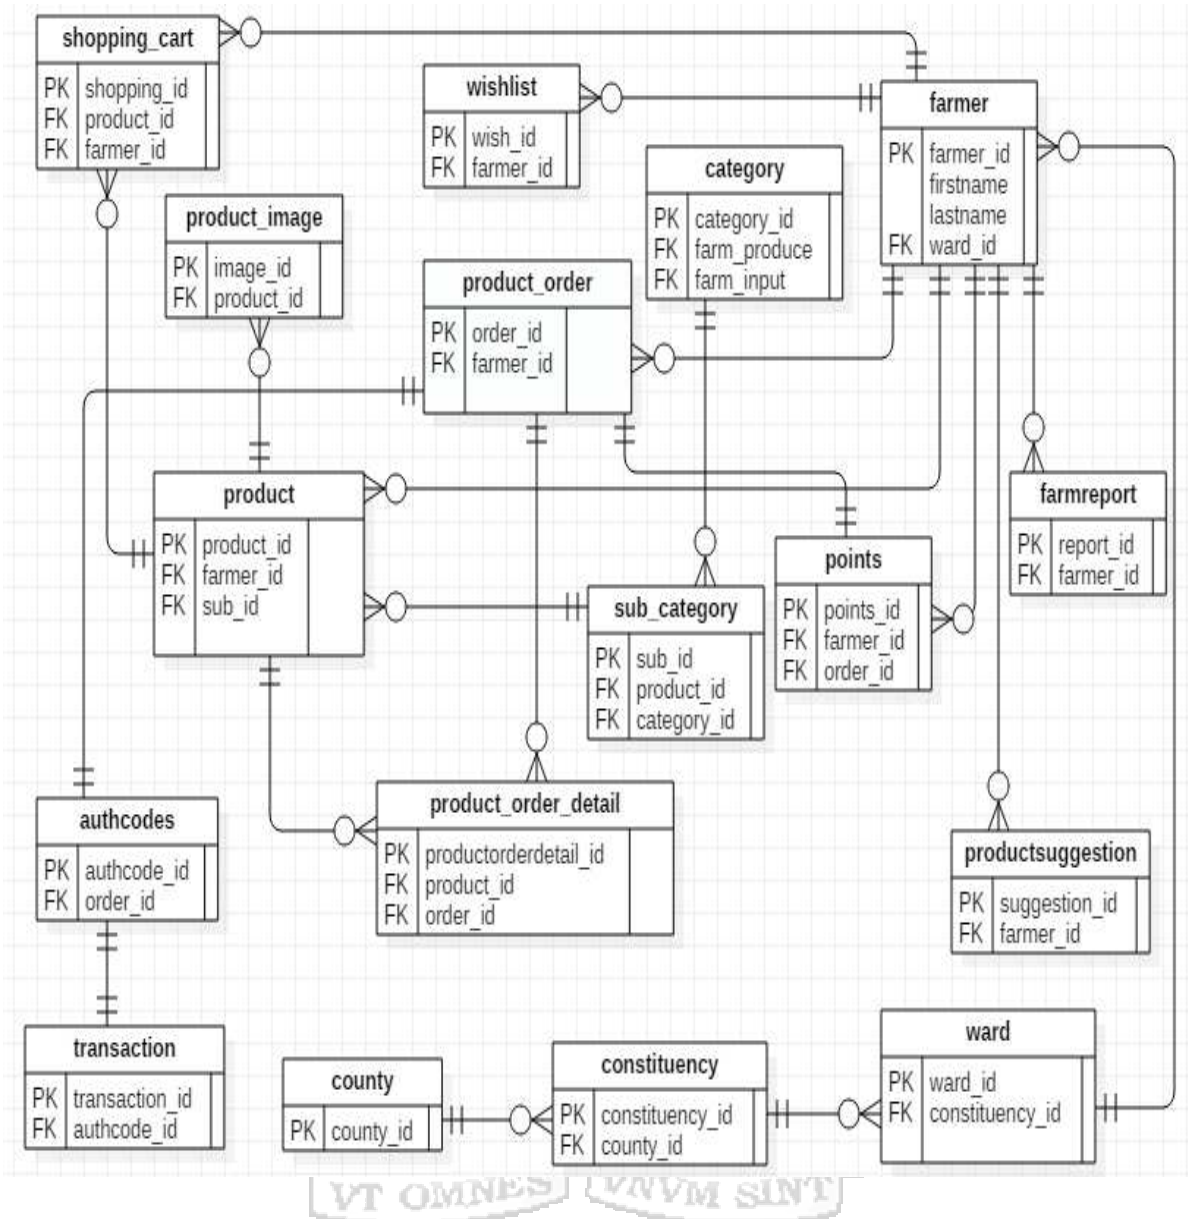 shopping_cart
PK shopping_id
FK product_id
FK farmer_id
wishlist
PK wish_id
FK farmer_id
farmer
PK farmer_id
firstname
lastname
FK ward_id
category
PK category_id
FK farm_produce
FK farm_input
product_image
PK image_id
FK product_id
product_order
PK order_id
FK farmer_id
product
PK product_id
FK farmer_id
FK sub_id
farmreport
PK report_id
FK farmer_id
points
PK points_id
FK farmer_id
FK order_id
sub_category
PK sub_id
FK product_id
FK category_id
authcodes
PK authcode_id
FK order_id
product_order_detail
PK productorderdetail_id
FK product_id
FK order_id
productsuggestion
PK suggestion_id
FK farmer_id
transaction
PK transaction_id
FK authcode_id
county
PK county_id
constituency
PK constituency_id
FK county_id
ward
PK ward_id
FK constituency_id
VT OMNES VNVM SINT